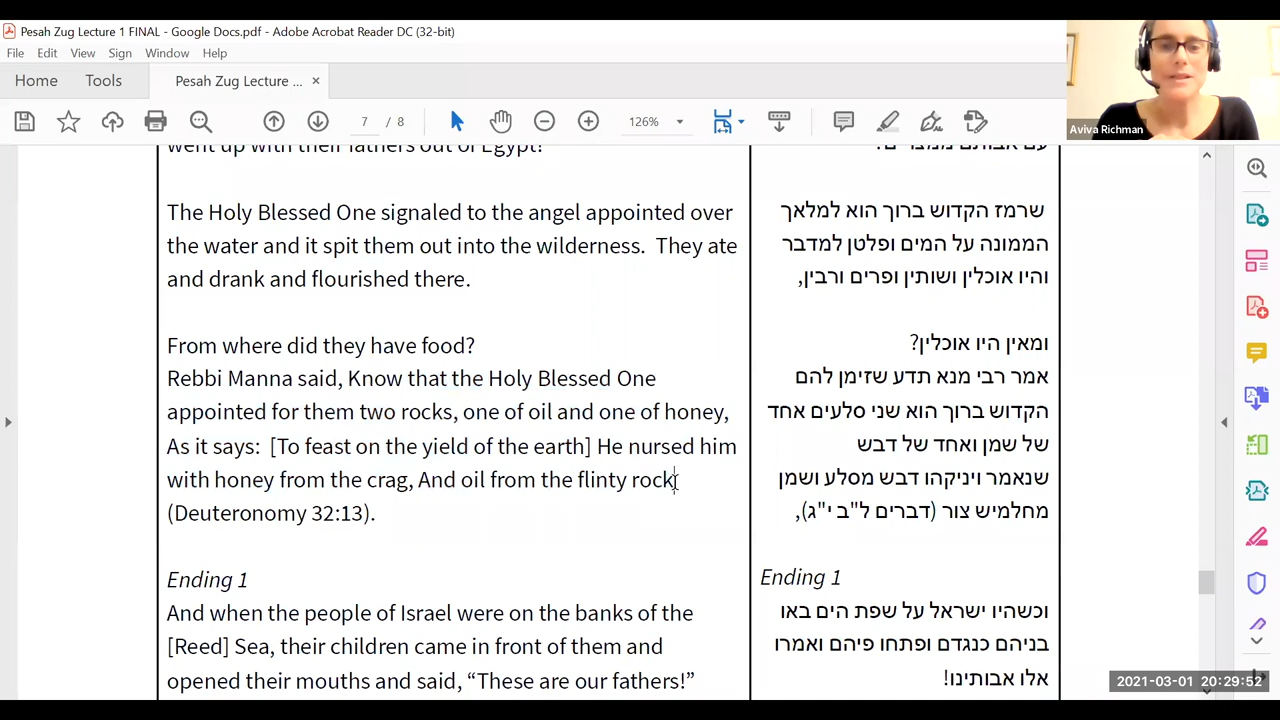 Pesah Zug Lecture 1 FINAL - Google Docs.pdf - Adobe Acrobat Reader DC (32-bit)
File Edit View Sign Window Help
Home Tools Pesah Zug Lecture ... ×
7 / 8 126%
Aviva Richman
went up with their fathers out of Egypt!
The Holy Blessed One signaled to the angel appointed over
the water and it spit them out into the wilderness. They ate
and drank and flourished there.
From where did they have food?
Rebbi Manna said, Know that the Holy Blessed One
appointed for them two rocks, one of oil and one of honey,
As it says: [To feast on the yield of the earth] He nursed him
with honey from the crag, And oil from the flinty rock
(Deuteronomy 32:13).
Ending 1
And when the people of Israel were on the banks of the
[Reed] Sea, their children came in front of them and
opened their mouths and said, “These are our fathers!”
עם אבותם ממצרים!
שרמז הקדוש ברוך הוא למלאך
הממונה על המים ופלטן למדבר
והיו אוכלין ושותין ופרים ורבין,
ומאין היו אוכלין?
אמר רבי מנא תדע שזימן להם
הקדוש ברוך הוא שני סלעים אחד
של שמן ואחד של דבש
שנאמר ויניקהו דבש מסלע ושמן
מחלמיש צור (דברים ל"ב י"ג),
Ending 1
וכשהיו ישראל על שפת הים באו
בניהם כנגדם ופתחו פיהם ואמרו
אלו אבותינו!
2021-03-01 20:29:52